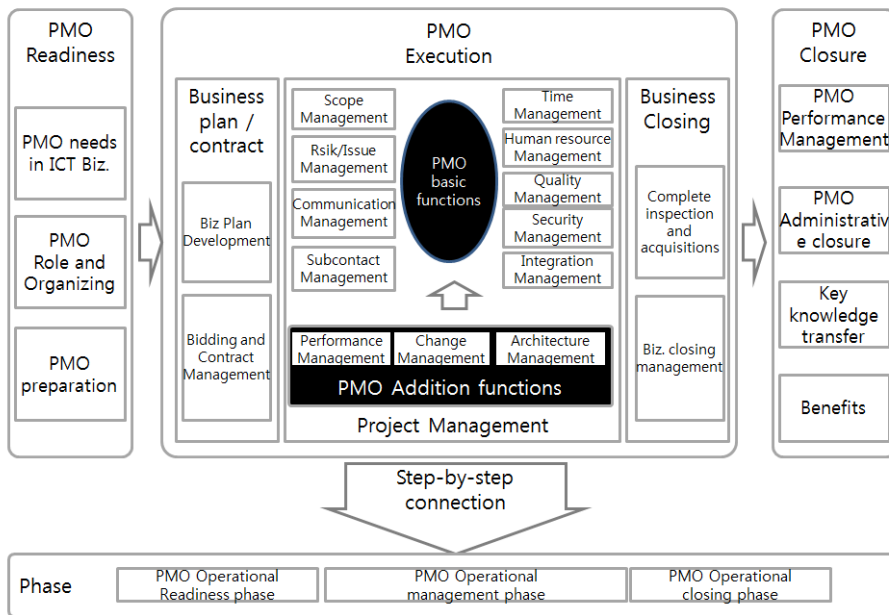 PMO
Readiness
PMO needs
in ICT Biz.
PMO
Role and
Organizing
PMO
preparation
PMO
Execution
Business
plan /
contract
Biz Plan
Development
Bidding and
Contract
Management
Scope
Management
Rsik/Issue
Management
Communication
Management
Subcontact
Management
PMO
basic
functions
Time
Management
Human resource
Management
Quality
Management
Security
Management
Integration
Management
Performance
Management
Change
Management
Architecture
Management
PMO Addition functions
Project Management
Business
Closing
Complete
inspection
and
acquisitions
Biz. closing
management
PMO
Closure
PMO
Performance
Management
PMO
Administrativ
e closure
Key
knowledge
transfer
Benefits
Step-by-step
connection
Phase
PMO Operational
Readiness phase
PMO Operational
management phase
PMO Operational
closing phase